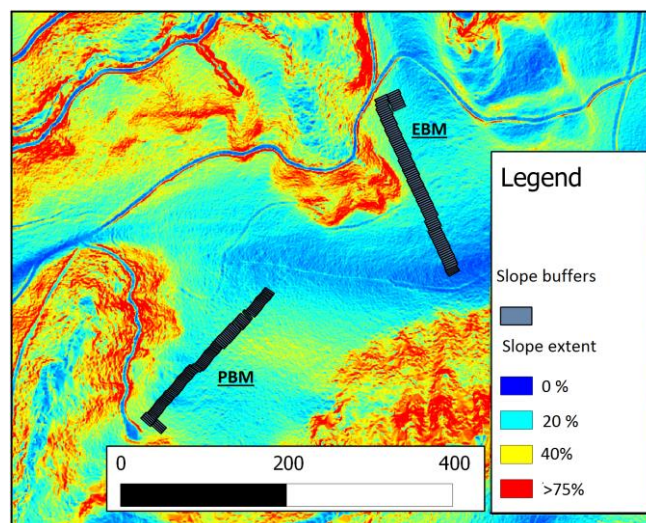 EBM
Legend
Slope buffers
Slope extent
0 %
20 %
40%
>75%
PBM
0 200 400